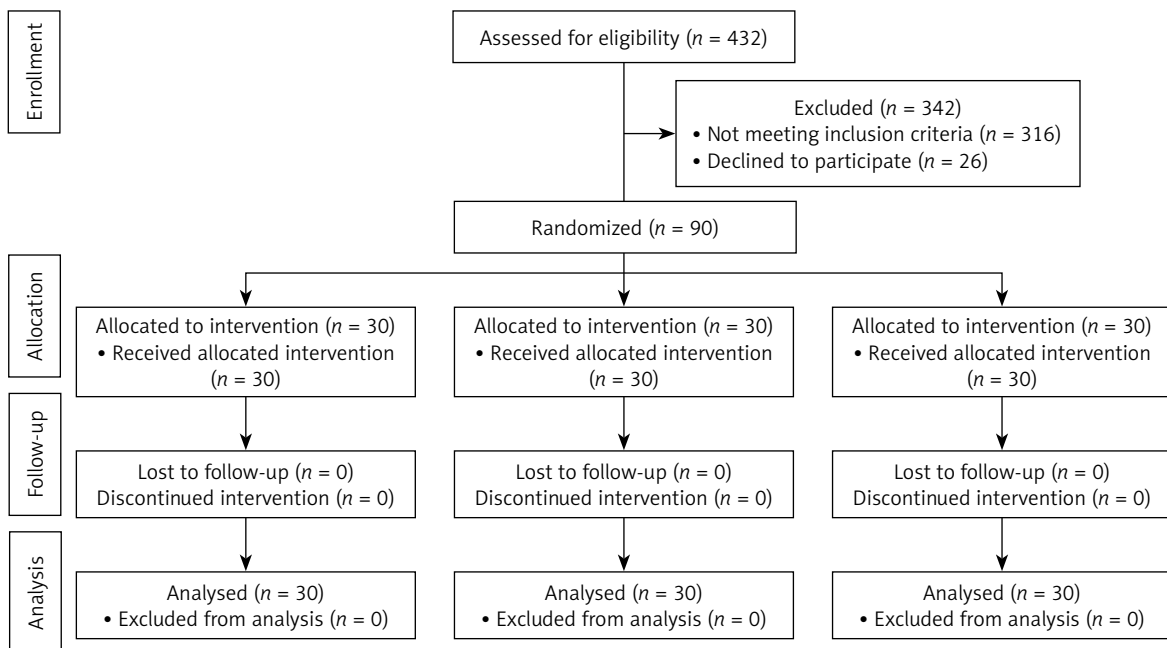 Enrollment
Assessed for eligibility (n = 432)
Excluded (n = 342)
• Not meeting inclusion criteria (n = 316)
• Declined to participate (n = 26)
Randomized (n = 90)
Allocation
Allocated to intervention (n = 30)
• Received allocated intervention
(n = 30)
Allocated to intervention (n = 30)
• Received allocated intervention
(n = 30)
Allocated to intervention (n = 30)
• Received allocated intervention
(n = 30)
Follow-up
Lost to follow-up (n = 0)
Discontinued intervention (n = 0)
Lost to follow-up (n = 0)
Discontinued intervention (n = 0)
Lost to follow-up (n = 0)
Discontinued intervention (n = 0)
Analysis
Analysed (n = 30)
• Excluded from analysis (n = 0)
Analysed (n = 30)
• Excluded from analysis (n = 0)
Analysed (n = 30)
• Excluded from analysis (n = 0)